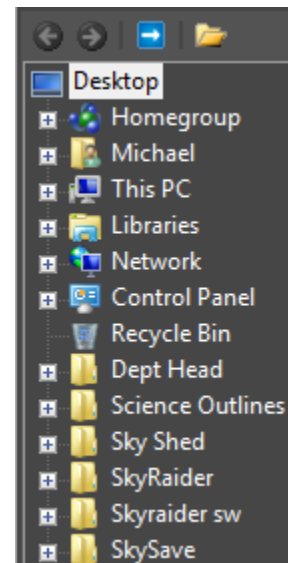 Desktop
Homegroup
Michael
This PC
Libraries
Network
Control Panel
Recycle Bin
Dept Head
Science Outlines
Sky Shed
SkyRaider
Skyraider sw
SkySave